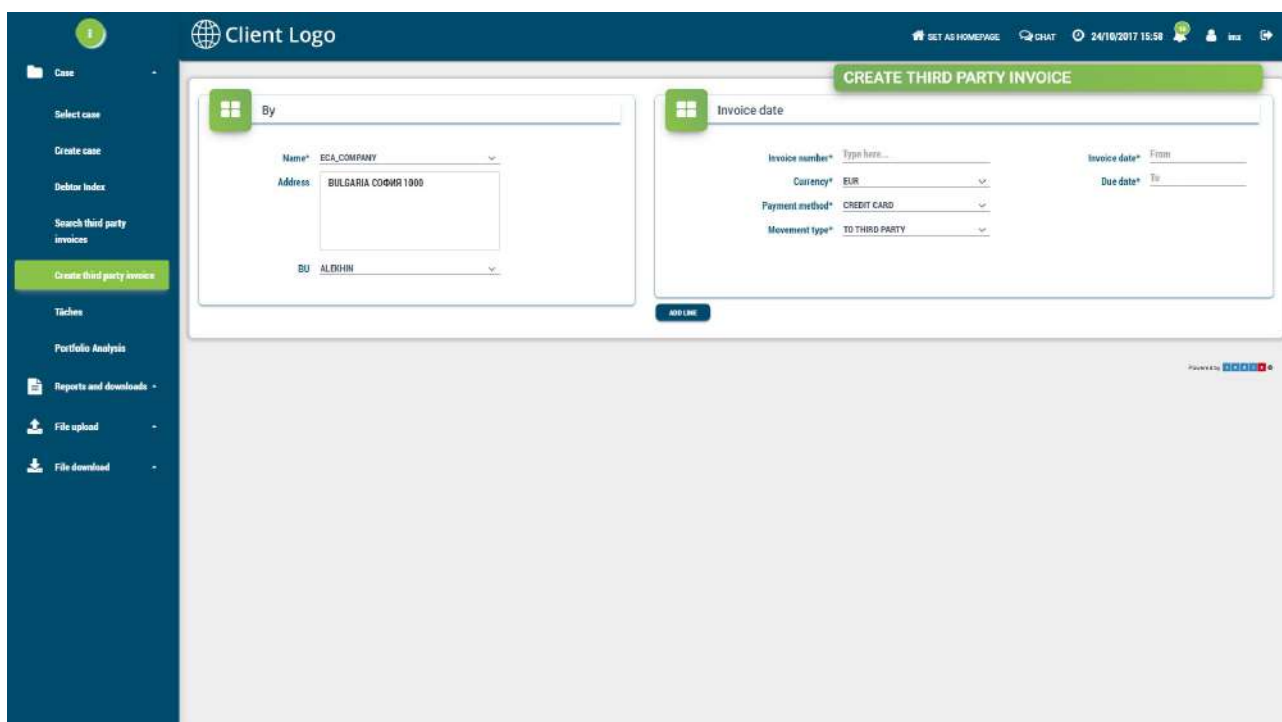 Client Logo
SET AS HOMEPAGE CHAT 24/10/2017 15:58 imx
CREATE THIRD PARTY INVOICE
Case
Select case
Create case
Debtor Index
Search third party
invoices
Create third party invoice
Tâches
Portfolio Analysis
Reports and downloads
File upload
File download
By
Name* ECA_COMPANY
Address BULGARIA СОФИЯ 1000
BU ALEKHIN
Invoice date
Invoice number* Type here...
Invoice date* From
Currency* EUR
Due date* To
Payment method* CREDIT CARD
Movement type* TO THIRD PARTY
ADD LINE
Powered by